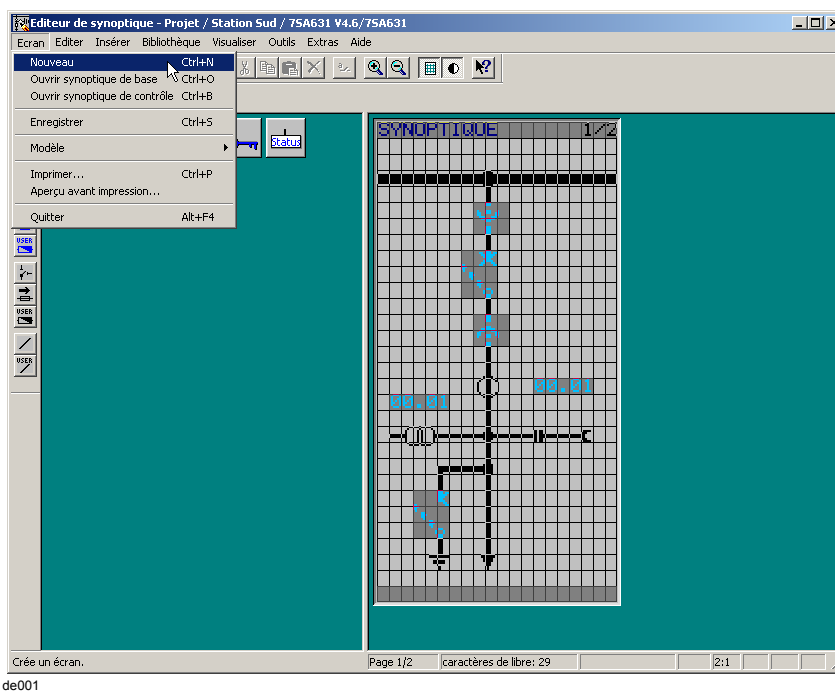 Editeur de synoptique - Projet / Station Sud / 7SA631 V4.6/7SA631
Ecran Editer Insérer Bibliothèque Visualiser Outils Extras Aide
Nouveau Ctrl+N
Ouvrir synoptique de base Ctrl+O
Ouvrir synoptique de contrôle Ctrl+B
Enregistrer Ctrl+S
Modèle
Imprimer... Ctrl+P
Aperçu avant impression...
Quitter Alt+F4
Status
USER
USER
USER
SYNOPTIQUE 1/2
00.01
00.01
Crée un écran. Page 1/2 caractères de libre: 29 2:1
de001